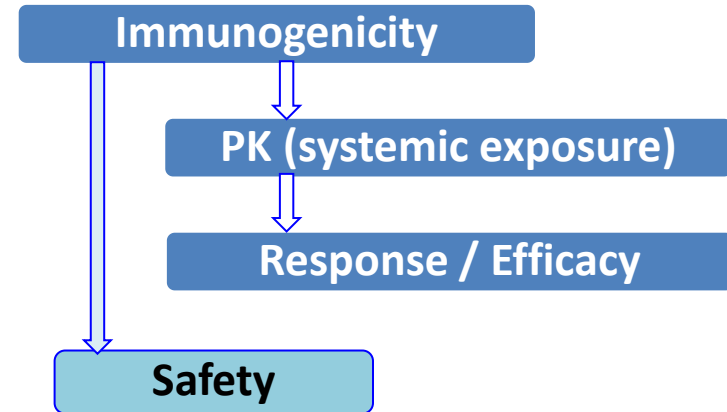 Immunogenicity
PK (systemic exposure)
Response / Efficacy
Safety